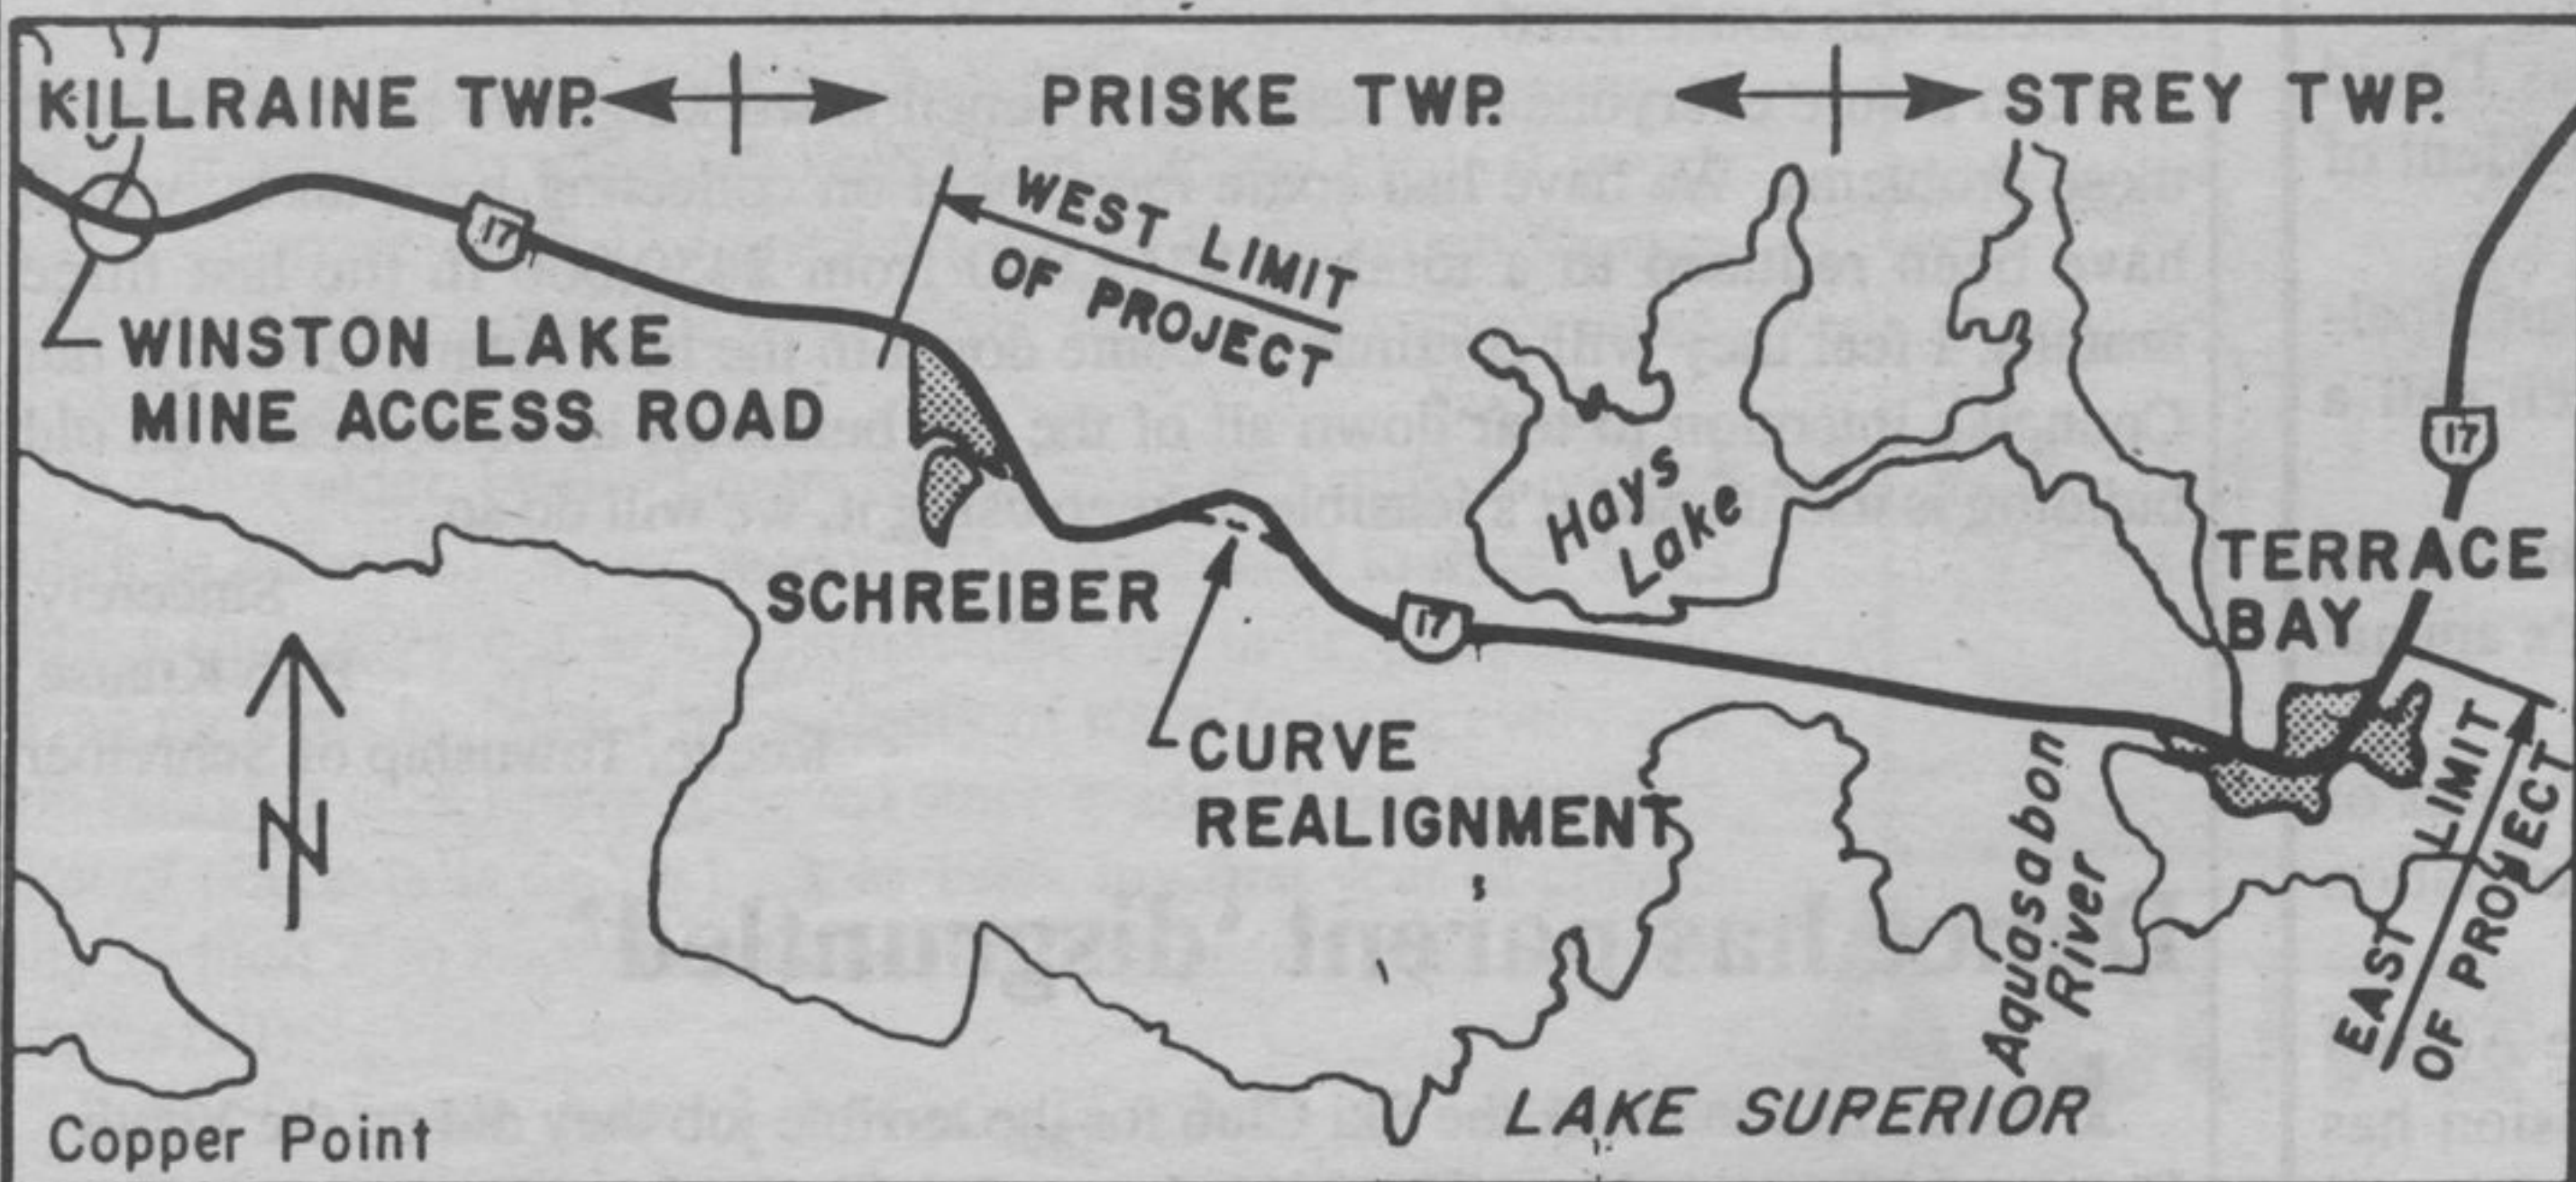 KILLRAINE TWP.
PRISKE TWP.
STREY TWP.
17
WEST LIMIT
OF PROJECT
WINSTON LAKE
MINE ACCESS ROAD
Hays
Lake
17
TERRACE
BAY
SCHREIBER
17
CURVE
REALIGNMENT
Aquasabon
River
EAST LIMIT
OF PROJECT
N
LAKE SUPERIOR
Copper Point